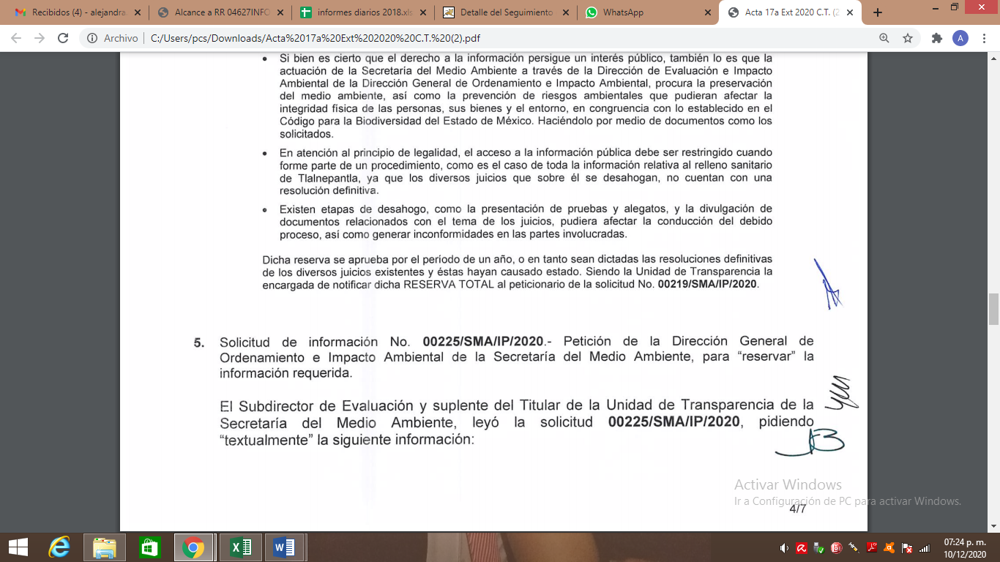 Recibidos (4) - alejandra
Alcance a RR 04627INFO
informes diarios 2018.xls
Detalle del Seguimiento
WhatsApp
Acta 17a Ext 2020 C.T. (2
Archivo
C:/Users/pcs/Downloads/Acta%2017a%20Ext%202020%20C.T.%20(2).pdf
A
• Si bien es cierto que el derecho a la información persigue un interés público, también lo es que la
actuación de la Secretaría del Medio Ambiente a través de la Dirección de Evaluación e Impacto
Ambiental de la Dirección General de Ordenamiento e Impacto Ambiental, procura la preservación
del medio ambiente, así como la prevención de riesgos ambientales que pudieran afectar la
integridad física de las personas, sus bienes y el entorno, en congruencia con lo establecido en el
Código para la Biodiversidad del Estado de México. Haciéndolo por medio de documentos como los
solicitados.
• En atención al principio de legalidad, el acceso a la información pública debe ser restringido cuando
forme parte de un procedimiento, como es el caso de toda la información relativa al relleno sanitario
de Tlalnepantla, ya que los diversos juicios que sobre él se desahogan, no cuentan con una
resolución definitiva.
• Existen etapas de desahogo, como la presentación de pruebas y alegatos, y la divulgación de
documentos relacionados con el tema de los juicios, pudiera afectar la conducción del debido
proceso, así como generar inconformidades en las partes involucradas.
Dicha reserva se aprueba por el período de un año, o en tanto sean dictadas las resoluciones definitivas
de los diversos juicios existentes y éstas hayan causado estado. Siendo la Unidad de Transparencia la
encargada de notificar dicha RESERVA TOTAL al peticionario de la solicitud No. 00219/SMA/IP/2020.
5. Solicitud de información No. 00225/SMA/IP/2020.- Petición de la Dirección General de
Ordenamiento e Impacto Ambiental de la Secretaría del Medio Ambiente, para “reservar” la
información requerida.
El Subdirector de Evaluación y suplente del Titular de la Unidad de Transparencia de la
Secretaría del Medio Ambiente, leyó la solicitud 00225/SMA/IP/2020, pidiendo
“textualmente” la siguiente información:
Activar Windows
Ir a Configuración de PC para activar Windows.
4/7
07:24 p. m.
10/12/2020